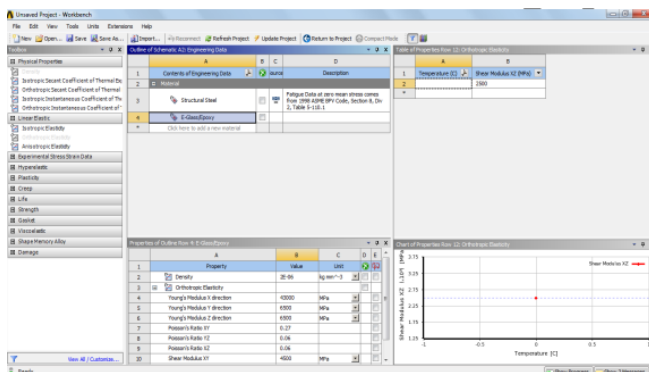 Unsaved Project - Workbench
File Edit View Tools Units Extensions Help
New Open... Save Save As... Import... Reconnect Refresh Project Update Project Return to Project Compact Mode
Toolbox
Physical Properties
Density
Isotropic Secant Coefficient of Thermal Ex
Orthotropic Secant Coefficient of Thermal
Isotropic Instantaneous Coefficient of Th
Orthotropic Instantaneous Coefficient of
Linear Elastic
Isotropic Elasticity
Orthotropic Elasticity
Anisotropic Elasticity
Experimental Stress Strain Data
Hyperelastic
Plasticity
Creep
Life
Strength
Gasket
Viscoelastic
Shape Memory Alloy
Damage
View All / Customize...
Ready
Outline of Schematic A2: Engineering Data
A B C D
1 Contents of Engineering Data Source Description
2 Material
3 Structural Steel Fatigue Data at zero mean stress comes
from 1998 ASME BPV Code, Section 8, Div
2, Table 5-110.1
4 E-Glass/Epoxy
* Click here to add a new material
Properties of Outline Row 4: E-Glass/Epoxy
A B C D E
1 Property Value Unit
2 Density 2E-06 kg mm^-3
3 Orthotropic Elasticity
4 Young's Modulus X direction 43000 MPa
5 Young's Modulus Y direction 6500 MPa
6 Young's Modulus Z direction 6500 MPa
7 Poisson's Ratio XY 0.27
8 Poisson's Ratio YZ 0.06
9 Poisson's Ratio XZ 0.06
10 Shear Modulus XY 4500 MPa
Table of Properties Row 12: Orthotropic Elasticity
A B
1 Temperature (C) Shear Modulus XZ (MPa)
2 2500
*
Chart of Properties Row 12: Orthotropic Elasticity
Shear Modulus XZ
3.75
3.25
2.75
2.25
1.75
1.25
-1 -0.5 0 0.5 1
Temperature [C]
Show Progress Show 2 Messages